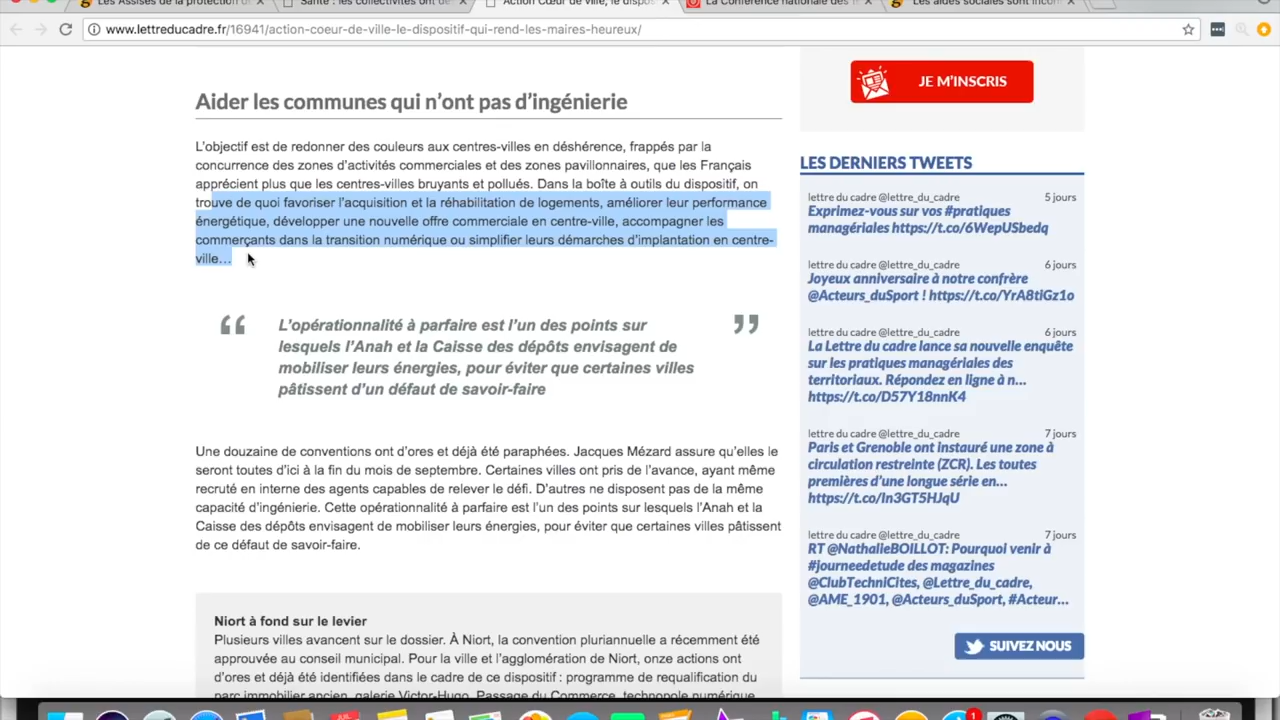 Les Assises de la protection d
Santé : les collectivités ont de
Action Cœur de ville, le dispos
La Conférence nationale des t
Les aides sociales sont incon
www.lettreducadre.fr/16941/action-coeur-de-ville-le-dispositif-qui-rend-les-maires-heureux/
Aider les communes qui n'ont pas d'ingénierie
L'objectif est de redonner des couleurs aux centres-villes en déshérence, frappés par la
concurrence des zones d'activités commerciales et des zones pavillonnaires, que les Français
apprécient plus que les centres-villes bruyants et pollués. Dans la boîte à outils du dispositif, on
trouve de quoi favoriser l'acquisition et la réhabilitation de logements, améliorer leur performance
énergétique, développer une nouvelle offre commerciale en centre-ville, accompagner les
commerçants dans la transition numérique ou simplifier leurs démarches d'implantation en centre-
ville…
“ L'opérationnalité à parfaire est l'un des points sur ”
lesquels l'Anah et la Caisse des dépôts envisagent de
mobiliser leurs énergies, pour éviter que certaines villes
pâtissent d'un défaut de savoir-faire
Une douzaine de conventions ont d'ores et déjà été paraphées. Jacques Mézard assure qu'elles le
seront toutes d'ici à la fin du mois de septembre. Certaines villes ont pris de l'avance, ayant même
recruté en interne des agents capables de relever le défi. D'autres ne disposent pas de la même
capacité d'ingénierie. Cette opérationnalité à parfaire est l'un des points sur lesquels l'Anah et la
Caisse des dépôts envisagent de mobiliser leurs énergies, pour éviter que certaines villes pâtissent
de ce défaut de savoir-faire.
Niort à fond sur le levier
Plusieurs villes avancent sur le dossier. À Niort, la convention pluriannuelle a récemment été
approuvée au conseil municipal. Pour la ville et l'agglomération de Niort, onze actions ont
d'ores et déjà été identifiées dans le cadre de ce dispositif : programme de requalification du
parc immobilier ancien, galerie Victor-Hugo, Passage du Commerce, technopole numérique,
JE M'INSCRIS
LES DERNIERS TWEETS
lettre du cadre @lettre_du_cadre 5 jours
Exprimez-vous sur vos #pratiques
managériales https://t.co/6WepUSbedq
lettre du cadre @lettre_du_cadre 6 jours
Joyeux anniversaire à notre confrère
@Acteurs_duSport ! https://t.co/YrA8tiGz1o
lettre du cadre @lettre_du_cadre 6 jours
La Lettre du cadre lance sa nouvelle enquête
sur les pratiques managériales des
territoriaux. Répondez en ligne à n...
https://t.co/D57Y18nnK4
lettre du cadre @lettre_du_cadre 7 jours
Paris et Grenoble ont instauré une zone à
circulation restreinte (ZCR). Les toutes
premières d'une longue série en...
https://t.co/In3GT5HJqU
lettre du cadre @lettre_du_cadre 7 jours
RT @NathalieBOILLOT: Pourquoi venir à
#journeedetude des magazines
@ClubTechniCites, @Lettre_du_cadre,
@AME_1901, @Acteurs_duSport, #Acteur...
SUIVEZ NOUS
1